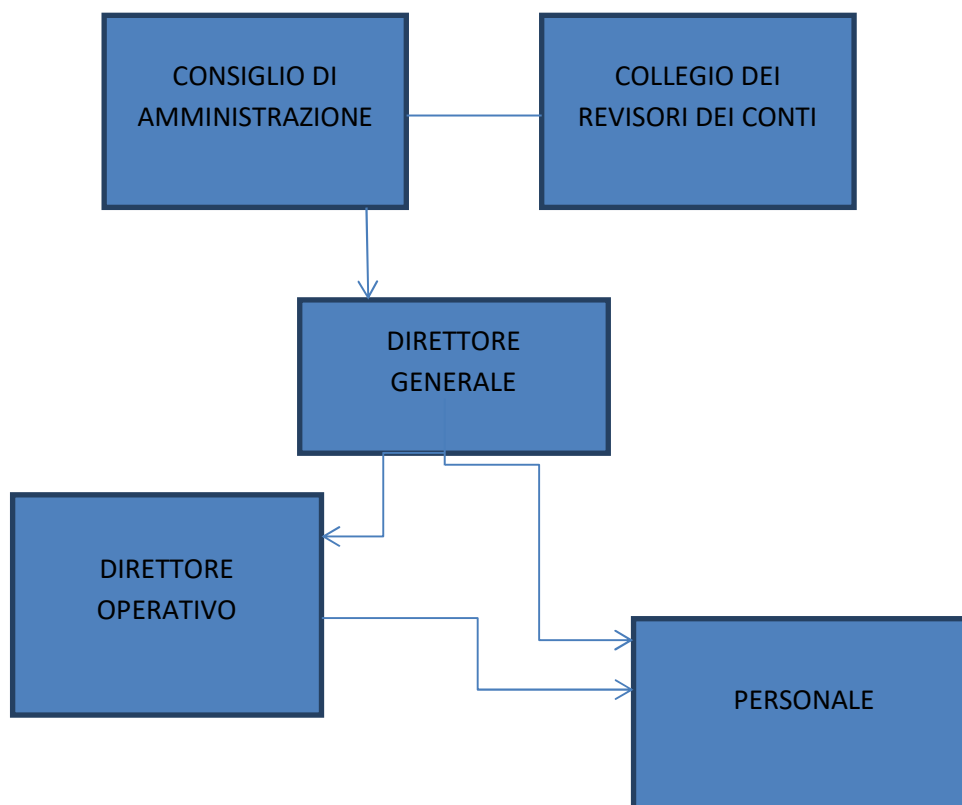 CONSIGLIO DI
AMMINISTRAZIONE
COLLEGIO DEI
REVISORI DEI CONTI
DIRETTORE
GENERALE
DIRETTORE
OPERATIVO
PERSONALE